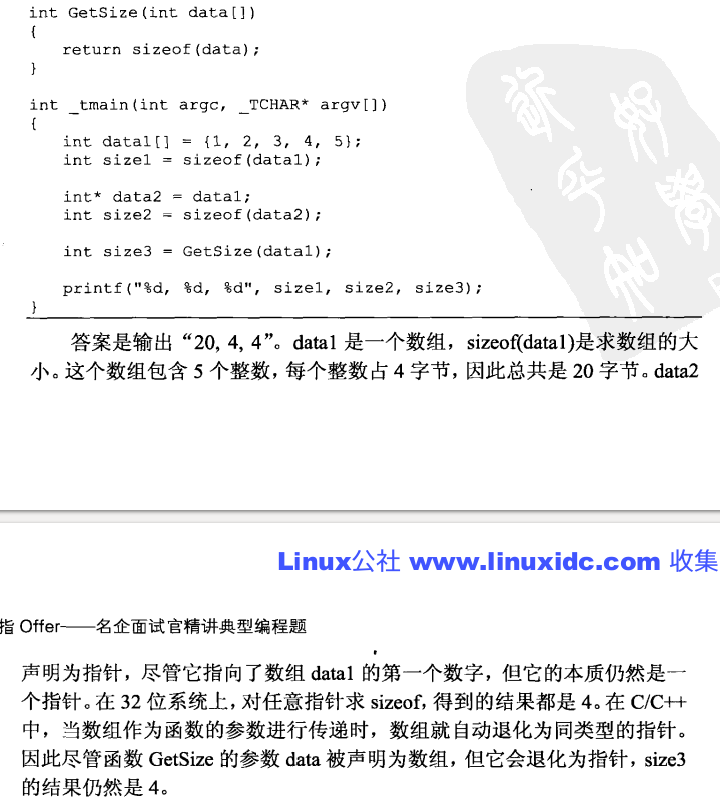 int GetSize(int data[])
{
return sizeof(data);
}
int _tmain(int argc, _TCHAR* argv[])
{
int data1[] = {1, 2, 3, 4, 5};
int size1 = sizeof(data1);
int* data2 = data1;
int size2 = sizeof(data2);
int size3 = GetSize(data1);
printf("%d, %d, %d", size1, size2, size3);
}
答案是输出“20, 4, 4”。data1 是一个数组，sizeof(data1)是求数组的大
小。这个数组包含 5 个整数，每个整数占 4 字节，因此总共是 20 字节。data2
Linux公社 www.linuxidc.com 收集
指 Offer——名企面试官精讲典型编程题
声明为指针，尽管它指向了数组 data1 的第一个数字，但它的本质仍然是一
个指针。在 32 位系统上，对任意指针求 sizeof, 得到的结果都是 4。在 C/C++
中，当数组作为函数的参数进行传递时，数组就自动退化为同类型的指针。
因此尽管函数 GetSize 的参数 data 被声明为数组，但它会退化为指针，size3
的结果仍然是 4。